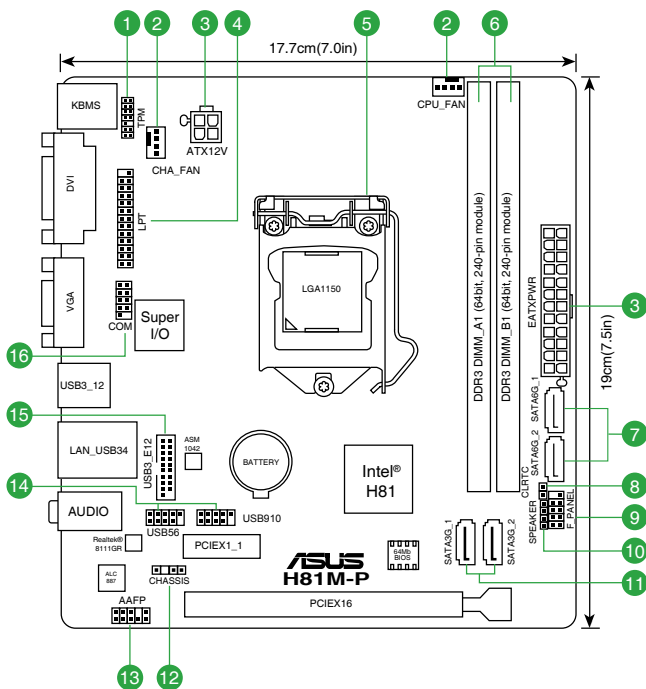 1 2 3 4 5 2 6
17.7cm(7.0in)
KBMS
TPM
CHA_FAN
ATX12V
CPU_FAN
DVI
LPT
DDR3 DIMM_A1 (64bit, 240-pin module)
DDR3 DIMM_B1 (64bit, 240-pin module)
EATXPWR
3
19cm(7.5in)
LGA1150
VGA
COM
Super
I/O
16
USB3_12
SATA6G_1
SATA6G_2
7
15
USB3_E12
ASM
1042
BATTERY
LAN_USB34
Intel®
H81
CLRTC
8
14
USB56
USB910
AUDIO
SPEAKER
F_PANEL
9
10
Realtek®
8111GR
PCIEX1_1
ASUS
H81M-P
64Mb
BIOS
SATA3G_1
SATA3G_2
11
ALC
887
CHASSIS
AAFP
PCIEX16
13
12